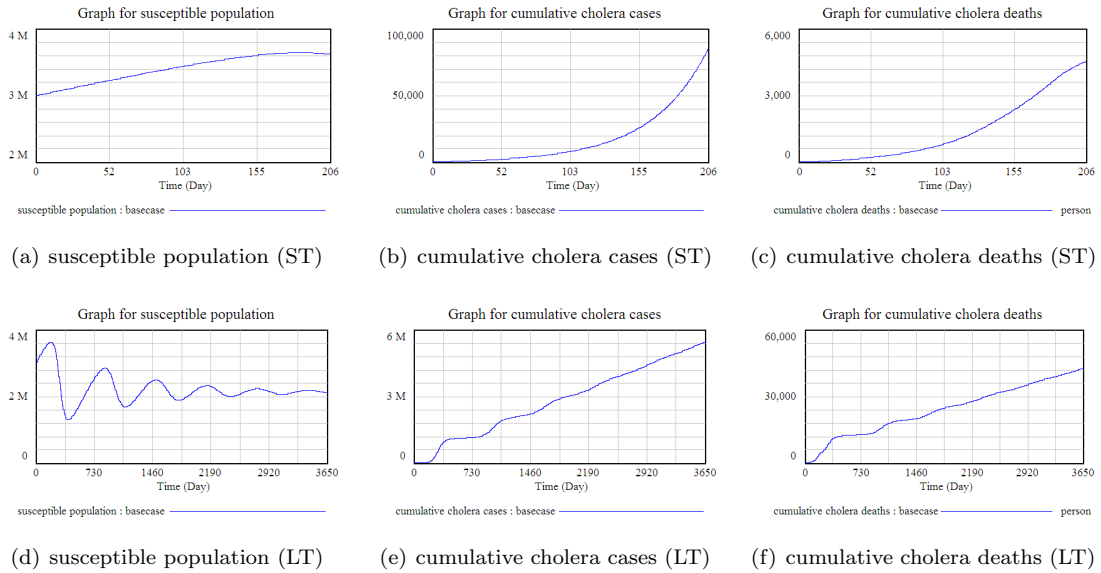 Graph for susceptible population
4 M
3 M
2 M
0 52 103 155 206
Time (Day)
susceptible population : basecase
(a) susceptible population (ST)
Graph for cumulative cholera cases
100,000
50,000
0
0 52 103 155 206
Time (Day)
cumulative cholera cases : basecase
(b) cumulative cholera cases (ST)
Graph for cumulative cholera deaths
6,000
3,000
0
0 52 103 155 206
Time (Day)
cumulative cholera deaths : basecase person
(c) cumulative cholera deaths (ST)
Graph for susceptible population
4 M
2 M
0
0 730 1460 2190 2920 3650
Time (Day)
susceptible population : basecase
(d) susceptible population (LT)
Graph for cumulative cholera cases
6 M
3 M
0
0 730 1460 2190 2920 3650
Time (Day)
cumulative cholera cases : basecase
(e) cumulative cholera cases (LT)
Graph for cumulative cholera deaths
60,000
30,000
0
0 730 1460 2190 2920 3650
Time (Day)
cumulative cholera deaths : basecase person
(f) cumulative cholera deaths (LT)